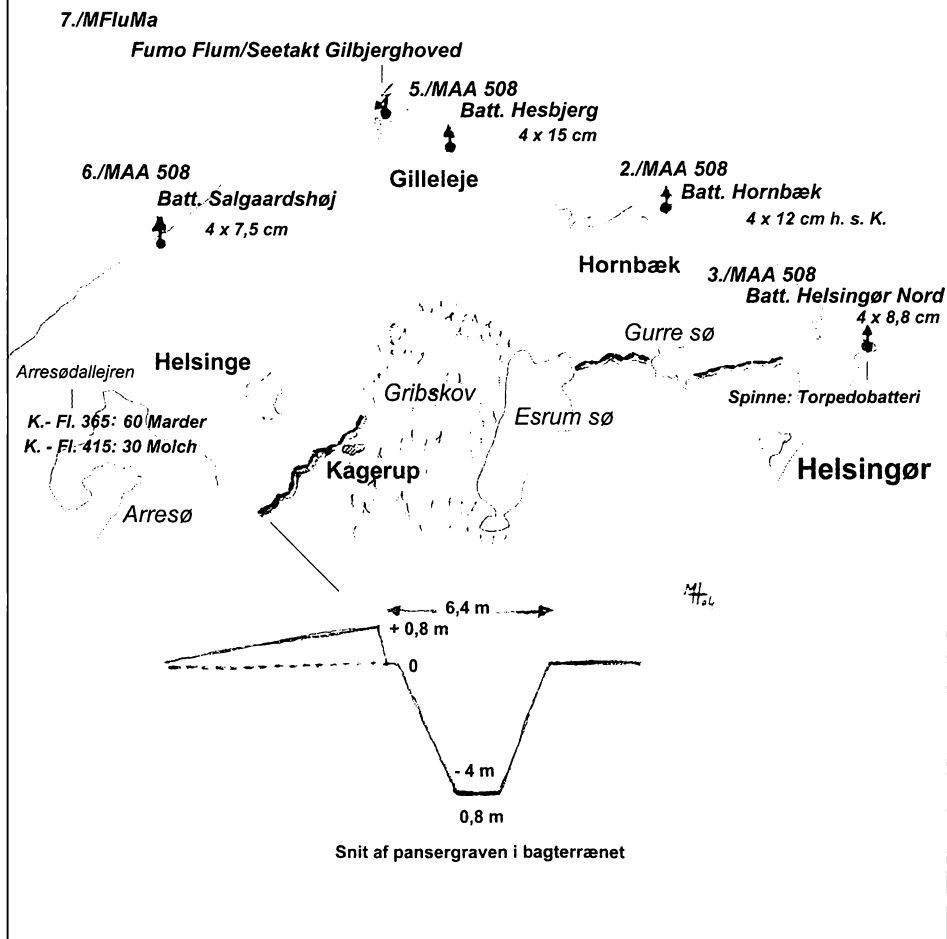 7./MFluMa
Fumo Flum/Seetakt Gilbjerghoved
5./MAA 508
Batt. Hesbjerg
4 x 15 cm
Gilleleje
6./MAA 508
Batt. Salgaardshøj
4 x 7,5 cm
2./MAA 508
Batt. Hornbæk
4 x 12 cm h. s. K.
Hornbæk
3./MAA 508
Batt. Helsingør Nord
4 x 8,8 cm
Gurre sø
Helsinge
Arresødallejren
Gribskov
Esrum sø
Spinne: Torpedobatteri
K.- Fl. 365: 60 Marder
K. - Fl. 415: 30 Molch
Kagerup
Helsingør
Arresø
6,4 m
+ 0,8 m
0
- 4 m
0,8 m
Snit af pansergraven i bagterrænet